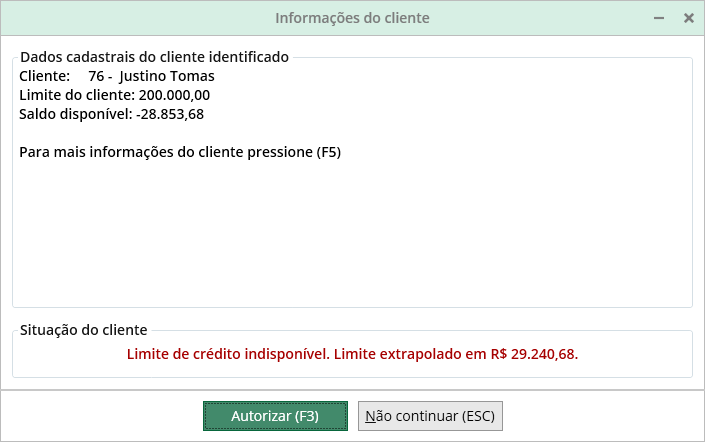 Informações do cliente
Dados cadastrais do cliente identificado
Cliente: 76 - Justino Tomas
Limite do cliente: 200.000,00
Saldo disponível: -28.853,68
Para mais informações do cliente pressione (F5)
Situação do cliente
Limite de crédito indisponível. Limite extrapolado em R$ 29.240,68.
Autorizar (F3) Não continuar (ESC)